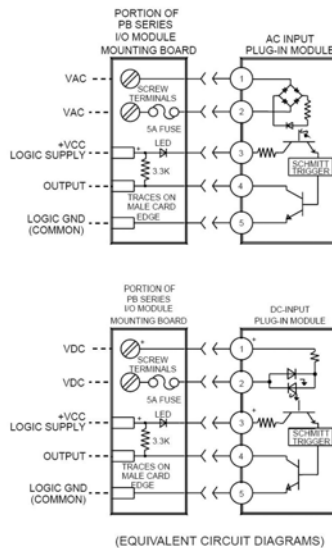 PORTION OF
PB SERIES
I/O MODULE
MOUNTING BOARD
AC INPUT
PLUG-IN MODULE
VAC
1
SCREW
TERMINALS
VAC
2
5A FUSE
+VCC
LOGIC SUPPLY
+
LED
3
3.3K
SCHMITT
TRIGGER
OUTPUT
4
TRACES ON
MALE CARD
EDGE
LOGIC GND
(COMMON)
5
PORTION OF
PB SERIES
I/O MODULE
MOUNTING BOARD
DC-INPUT
PLUG-IN MODULE
VDC
+
1
+
SCREW
TERMINALS
VDC
2
5A FUSE
+VCC
LOGIC SUPPLY
+
LED
3
+
3.3K
SCHMITT
TRIGGER
OUTPUT
4
TRACES ON
MALE CARD
EDGE
LOGIC GND
(COMMON)
5
(EQUIVALENT CIRCUIT DIAGRAMS)